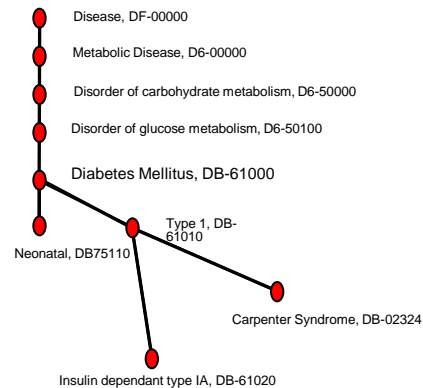 Disease, DF-00000
Metabolic Disease, D6-00000
Disorder of carbohydrate metabolism, D6-50000
Disorder of glucose metabolism, D6-50100
Diabetes Mellitus, DB-61000
Type 1, DB-
61010
Neonatal, DB75110
Carpenter Syndrome, DB-02324
Insulin dependant type IA, DB-61020